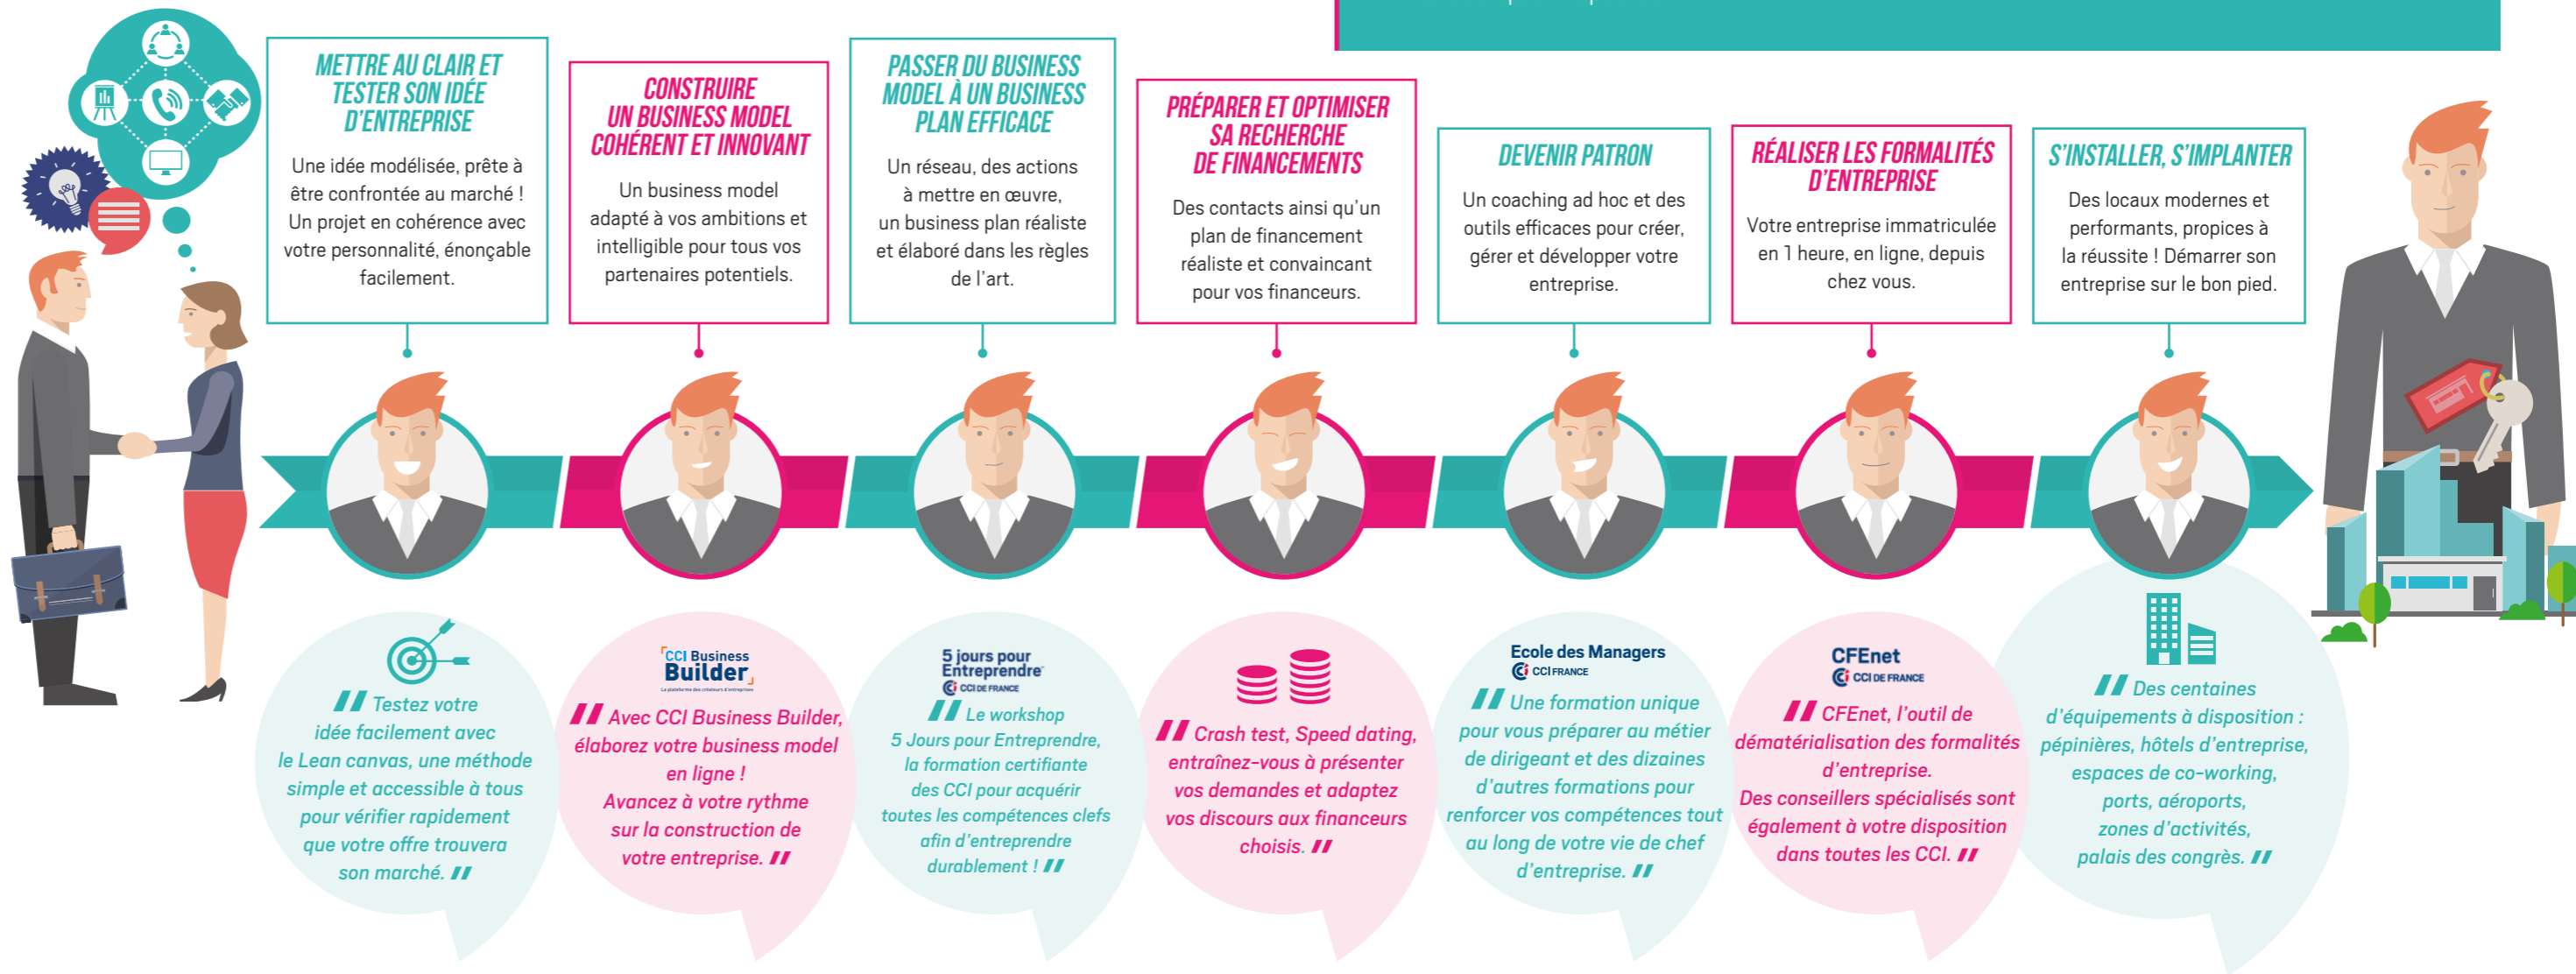 METTRE AU CLAIR ET
TESTER SON IDÉE
D'ENTREPRISE
Une idée modélisée, prête à
être confrontée au marché !
Un projet en cohérence avec
votre personnalité, énonçable
facilement.
CONSTRUIRE
UN BUSINESS MODEL
COHÉRENT ET INNOVANT
Un business model
adapté à vos ambitions et
intelligible pour tous vos
partenaires potentiels.
PASSER DU BUSINESS
MODEL À UN BUSINESS
PLAN EFFICACE
Un réseau, des actions
à mettre en œuvre,
un business plan réaliste
et élaboré dans les règles
de l'art.
PRÉPARER ET OPTIMISER
SA RECHERCHE
DE FINANCEMENTS
Des contacts ainsi qu'un
plan de financement
réaliste et convaincant
pour vos financeurs.
DEVENIR PATRON
Un coaching ad hoc et des
outils efficaces pour créer,
gérer et développer votre
entreprise.
RÉALISER LES FORMALITÉS
D'ENTREPRISE
Votre entreprise immatriculée
en 1 heure, en ligne, depuis
chez vous.
S'INSTALLER, S'IMPLANTER
Des locaux modernes et
performants, propices à
la réussite ! Démarrer son
entreprise sur le bon pied.
" Testez votre
idée facilement avec
le Lean canvas, une méthode
simple et accessible à tous
pour vérifier rapidement
que votre offre trouvera
son marché. "
CCI Business
Builder
La plateforme des créateurs d'entreprises
" Avec CCI Business Builder,
élaborez votre business model
en ligne !
Avancez à votre rythme
sur la construction de
votre entreprise. "
5 jours pour
Entreprendre
CCI DE FRANCE
" Le workshop
5 Jours pour Entreprendre,
la formation certifiante
des CCI pour acquérir
toutes les compétences clefs
afin d'entreprendre
durablement ! "
" Crash test, Speed dating,
entraînez-vous à présenter
vos demandes et adaptez
vos discours aux financeurs
choisis. "
Ecole des Managers
CCI FRANCE
" Une formation unique
pour vous préparer au métier
de dirigeant et des dizaines
d'autres formations pour
renforcer vos compétences tout
au long de votre vie de chef
d'entreprise. "
CFEnet
CCI DE FRANCE
" CFEnet, l'outil de
dématérialisation des formalités
d'entreprise.
Des conseillers spécialisés sont
également à votre disposition
dans toutes les CCI. "
" Des centaines
d'équipements à disposition :
pépinières, hôtels d'entreprise,
espaces de co-working,
ports, aéroports,
zones d'activités,
palais des congrès. "